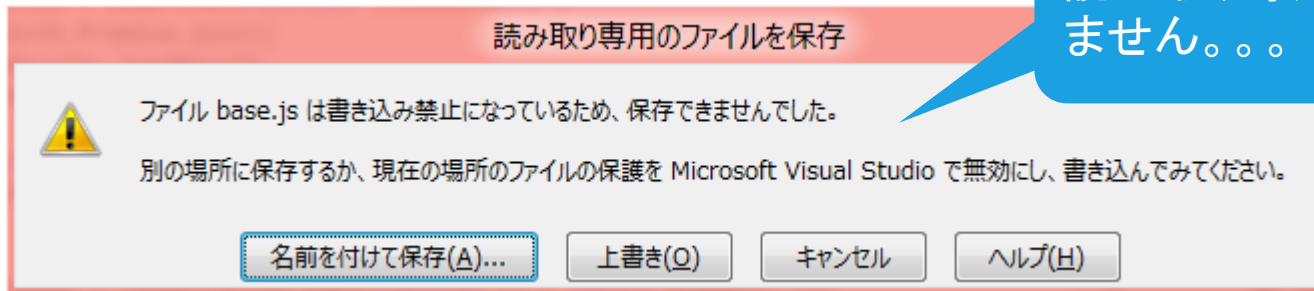 読み取り専用のファイルを保存
ません。。。
ファイル base.js は書き込み禁止になっているため、保存できませんでした。
別の場所に保存するか、現在の場所のファイルの保護を Microsoft Visual Studio で無効にし、書き込んでみてください。
名前を付けて保存(A)...
上書き(O)
キャンセル
ヘルプ(H)